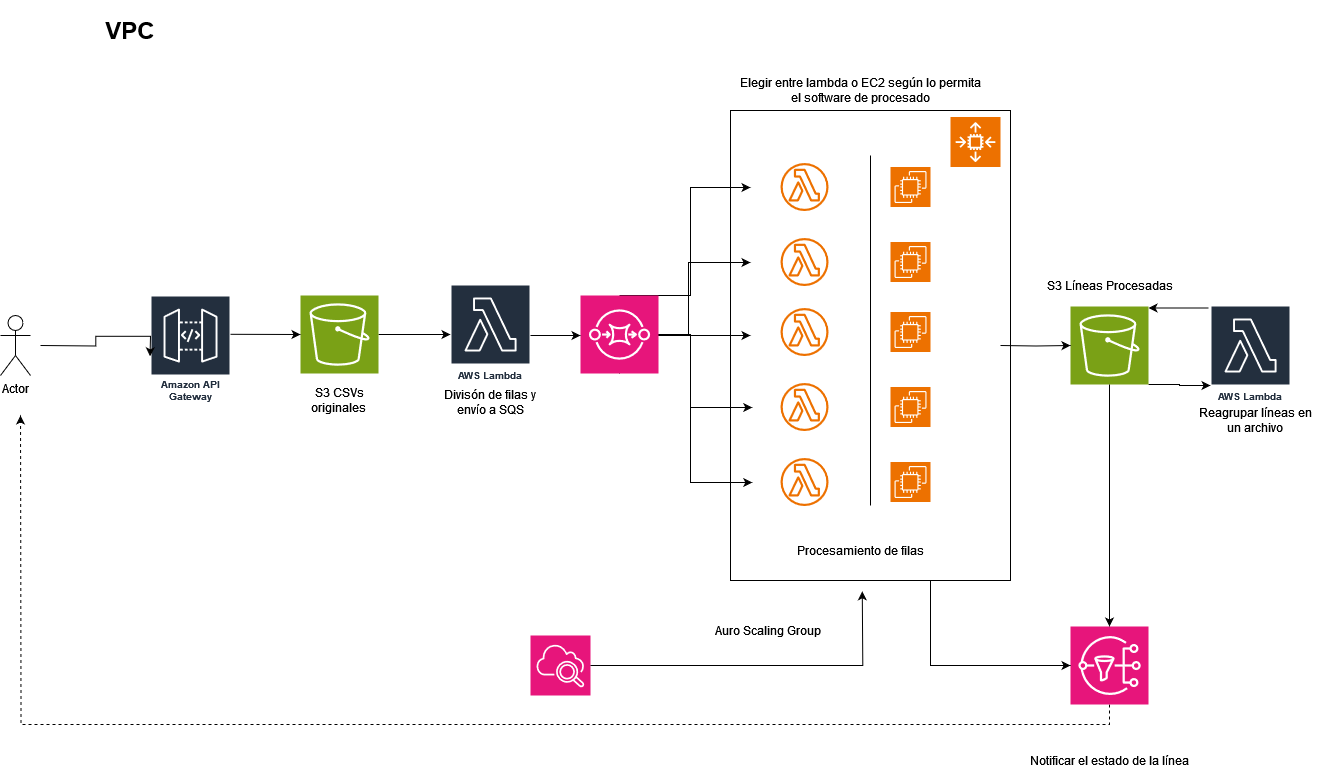 VPC
Elegir entre lambda o EC2 según lo permita
el software de procesado
Actor
Amazon API
Gateway
S3 CSVs
originales
AWS Lambda
Divisón de filas y
envío a SQS
S3 Líneas Procesadas
AWS Lambda
Reagrupar líneas en
un archivo
Procesamiento de filas
Auro Scaling Group
Notificar el estado de la línea